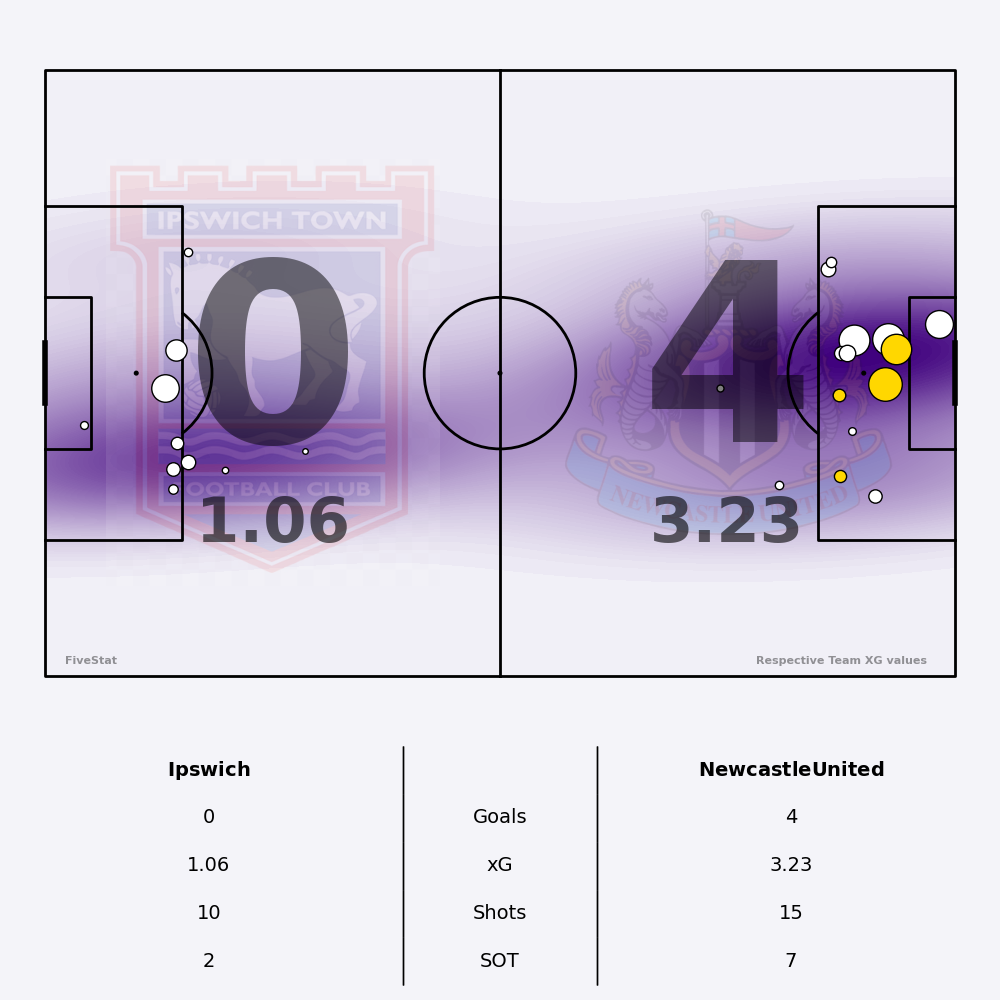 IPSWICH TOWN
0
4
FOOTBALL CLUB
NEWCASTLE UNITED
1.06
3.23
FiveStat
Respective Team XG values
Ipswich NewcastleUnited
0 Goals 4
1.06 xG 3.23
10 Shots 15
2 SOT 7